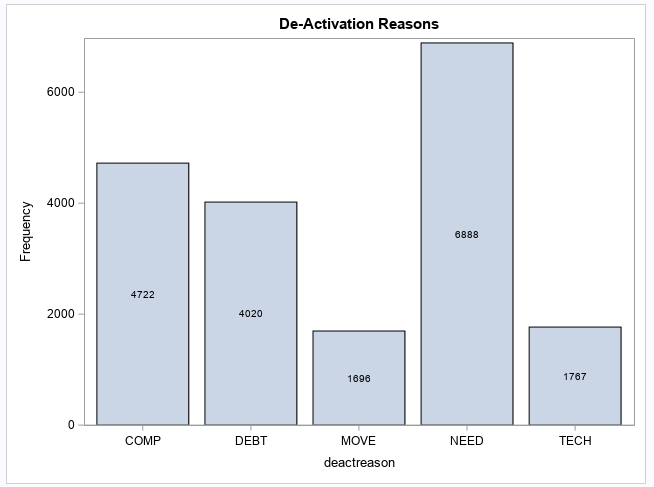 De-Activation Reasons
6000
4000
2000
0
Frequency
4722
4020
1696
6888
1767
COMP DEBT MOVE NEED TECH
deactreason